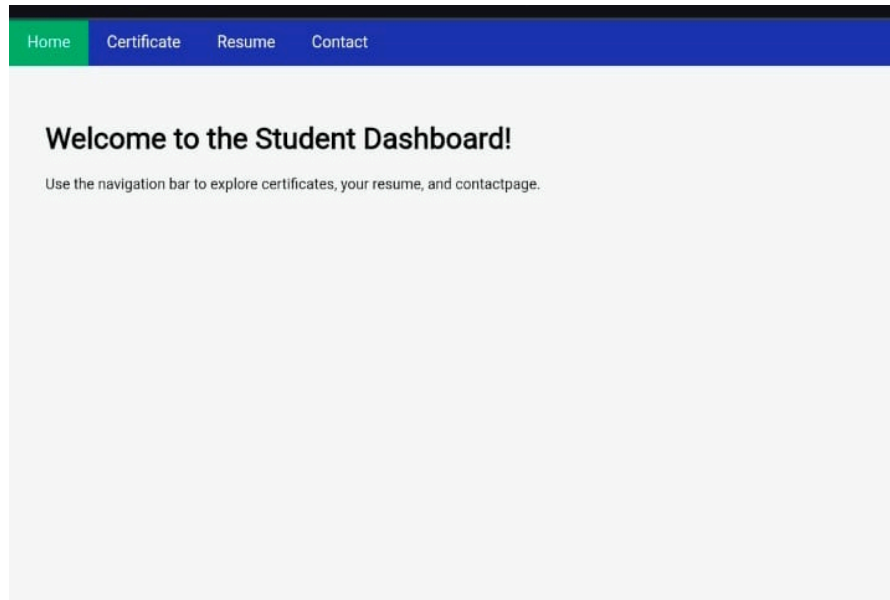 Home Certificate Resume Contact
Welcome to the Student Dashboard!
Use the navigation bar to explore certificates, your resume, and contactpage.